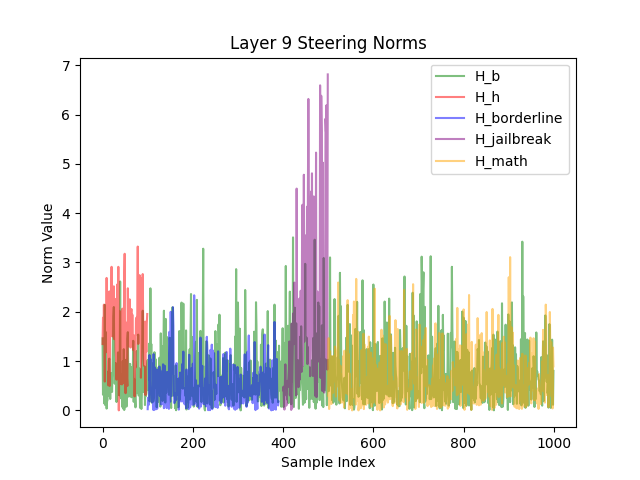 Layer 9 Steering Norms
Norm Value
7
6
5
4
3
2
1
0
H_b
H_h
H_borderline
H_jailbreak
H_math
0
200
400
600
800
1000
Sample Index